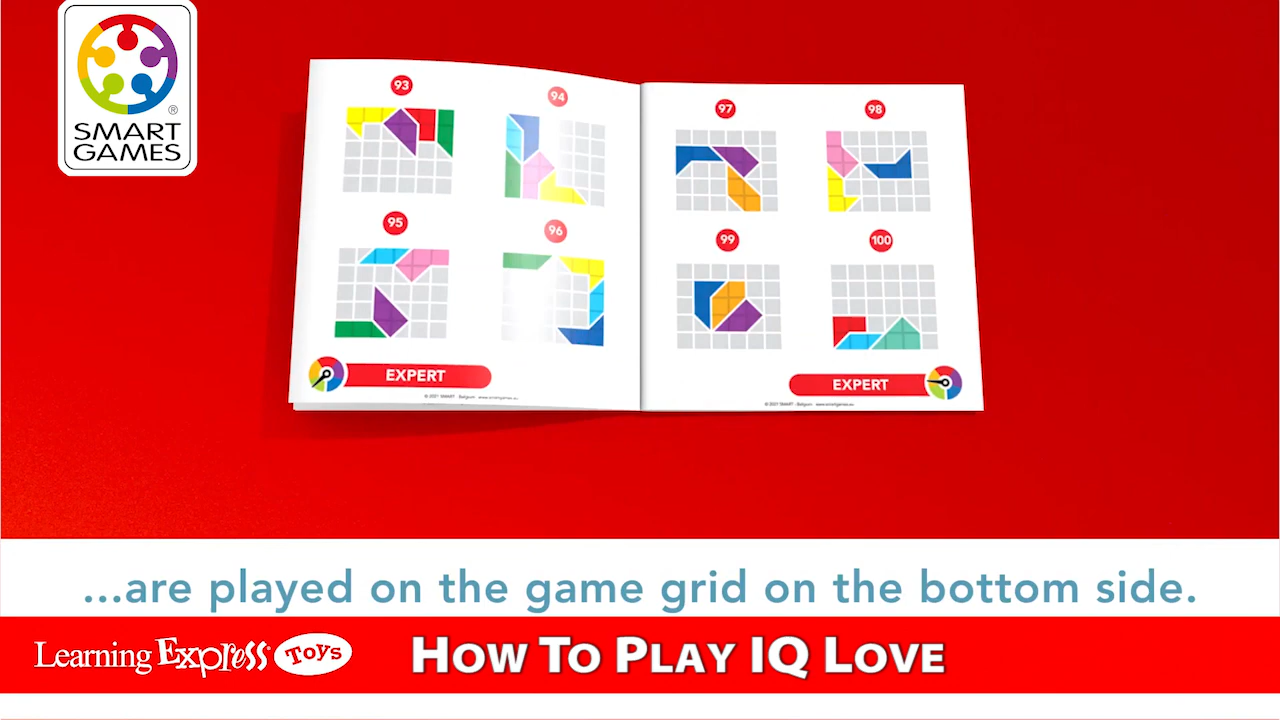 SMART
GAMES
®
93
94
95
96
EXPERT
97
98
99
100
EXPERT
...are played on the game grid on the bottom side.
Learning Express Toys
HOW TO PLAY IQ LOVE